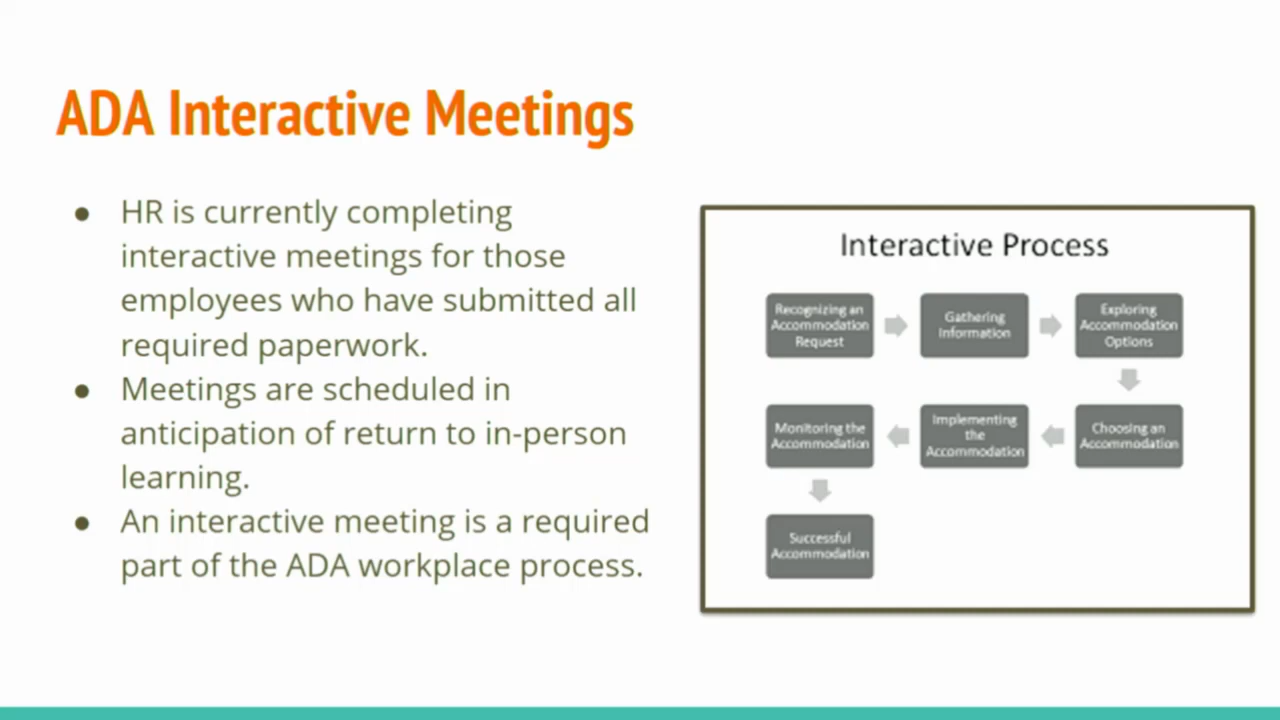 ADA Interactive Meetings
● HR is currently completing
interactive meetings for those
employees who have submitted all
required paperwork.
● Meetings are scheduled in
anticipation of return to in-person
learning.
● An interactive meeting is a required
part of the ADA workplace process.
Interactive Process
Recognizing an
Accommodation
Request
Gathering
Information
Exploring
Accommodation
Options
Choosing an
Accommodation
Implementing
the
Accommodation
Monitoring the
Accommodation
Successful
Accommodation